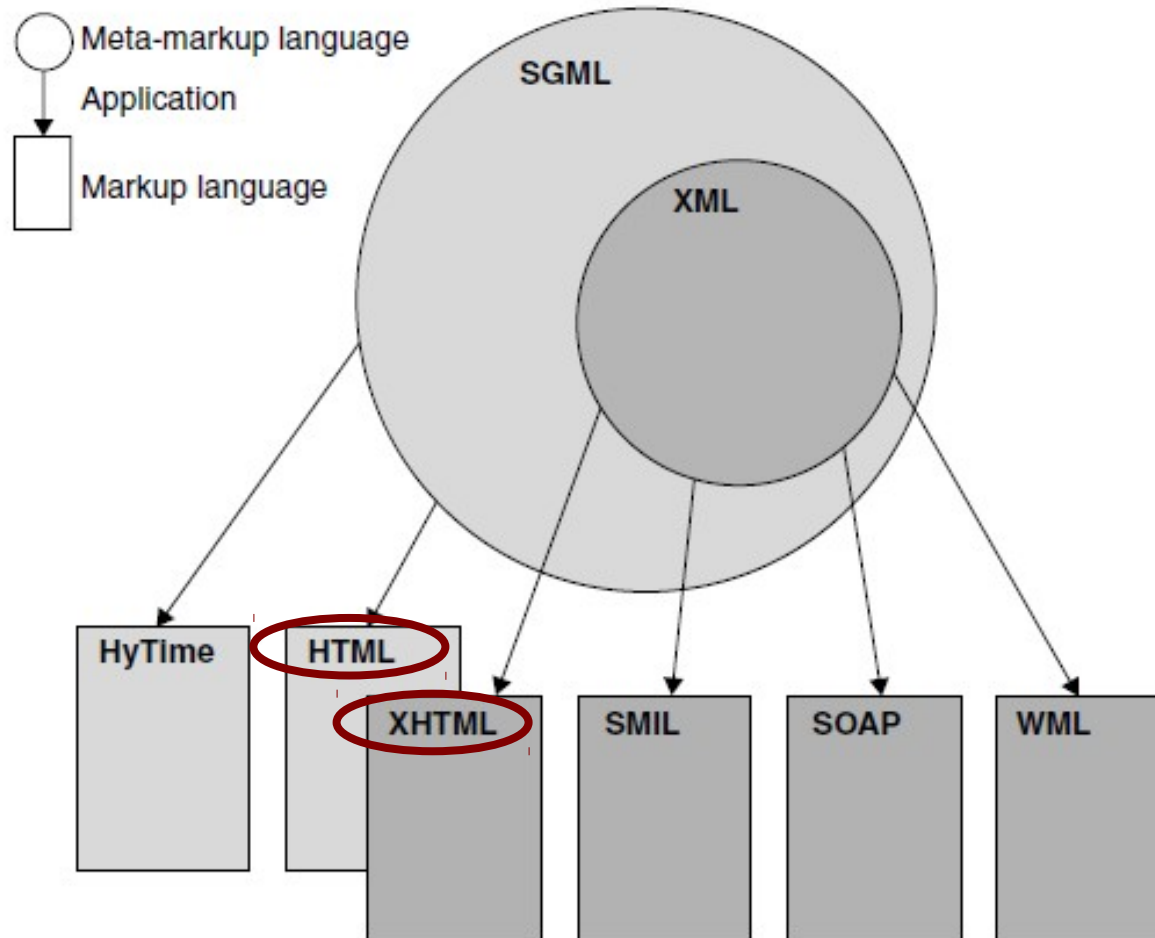 Meta-markup language
Application
Markup language
SGML
XML
HyTime
HTML
XHTML
SMIL
SOAP
WML